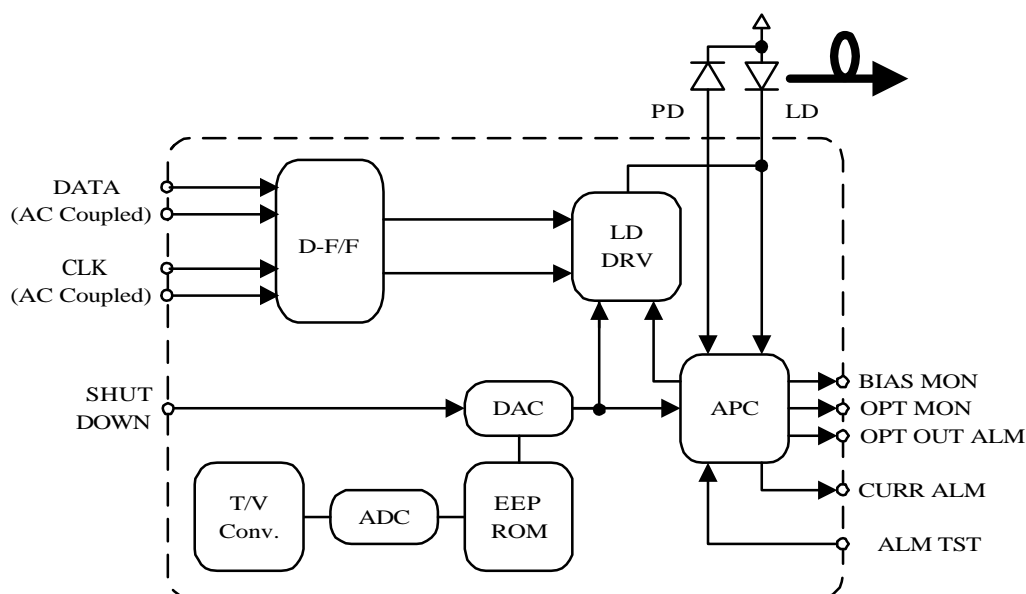 PD
LD
DATA
(AC Coupled)
D-F/F
LD
DRV
CLK
(AC Coupled)
SHUT
DOWN
DAC
APC
BIAS MON
OPT MON
OPT OUT ALM
T/V
Conv.
ADC
EEP
ROM
CURR ALM
ALM TST